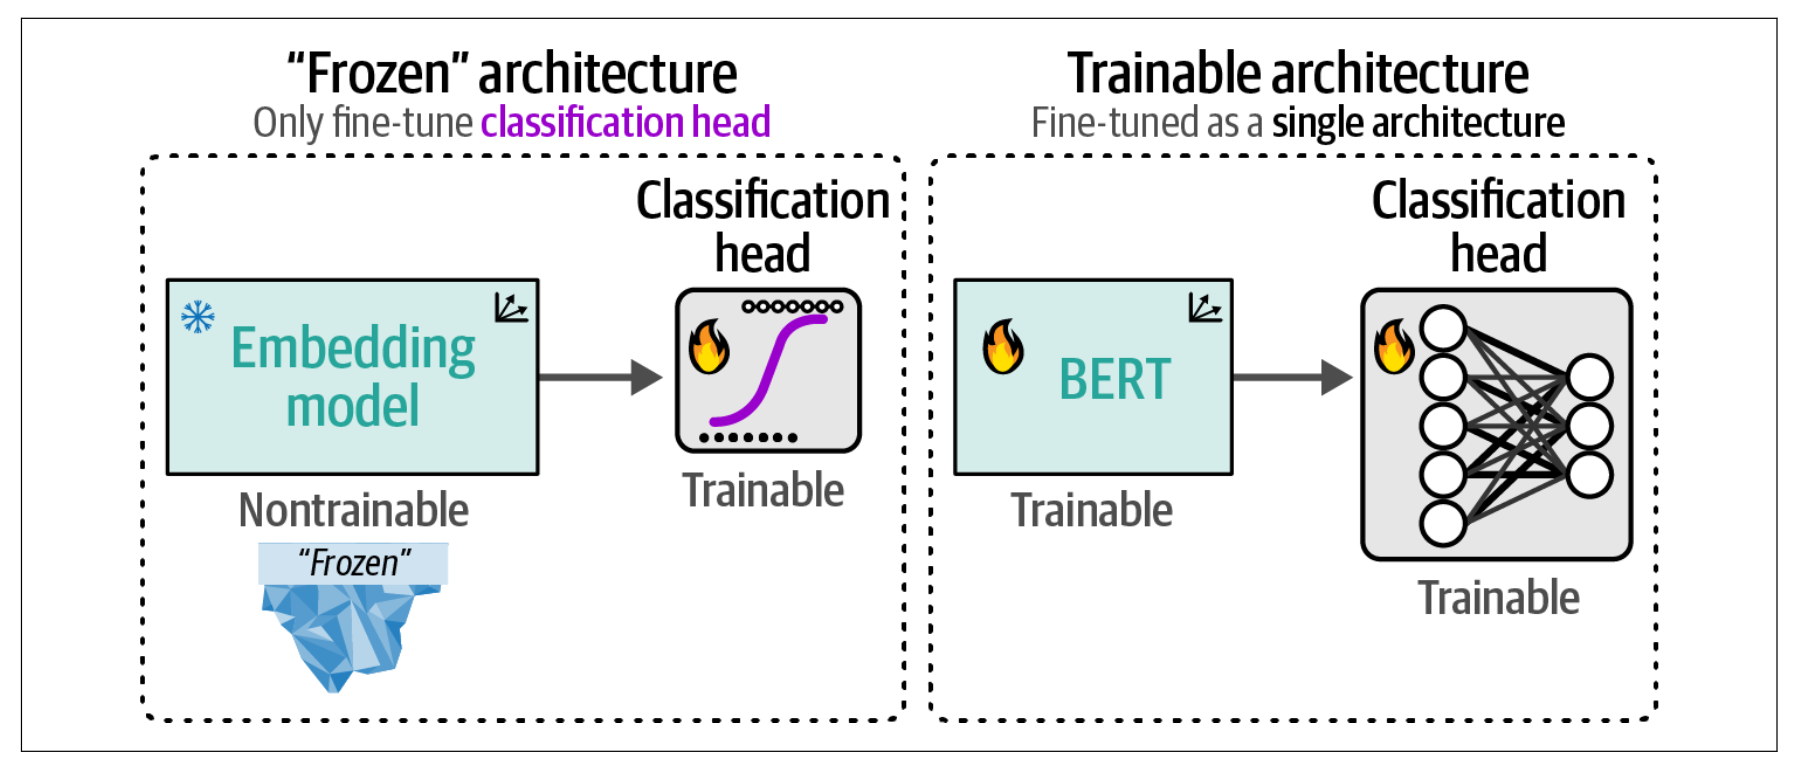 “Frozen” architecture
Only fine-tune classification head
Classification
head
Embedding
model
Nontrainable
“Frozen”
Trainable
Trainable architecture
Fine-tuned as a single architecture
Classification
head
BERT
Trainable
Trainable